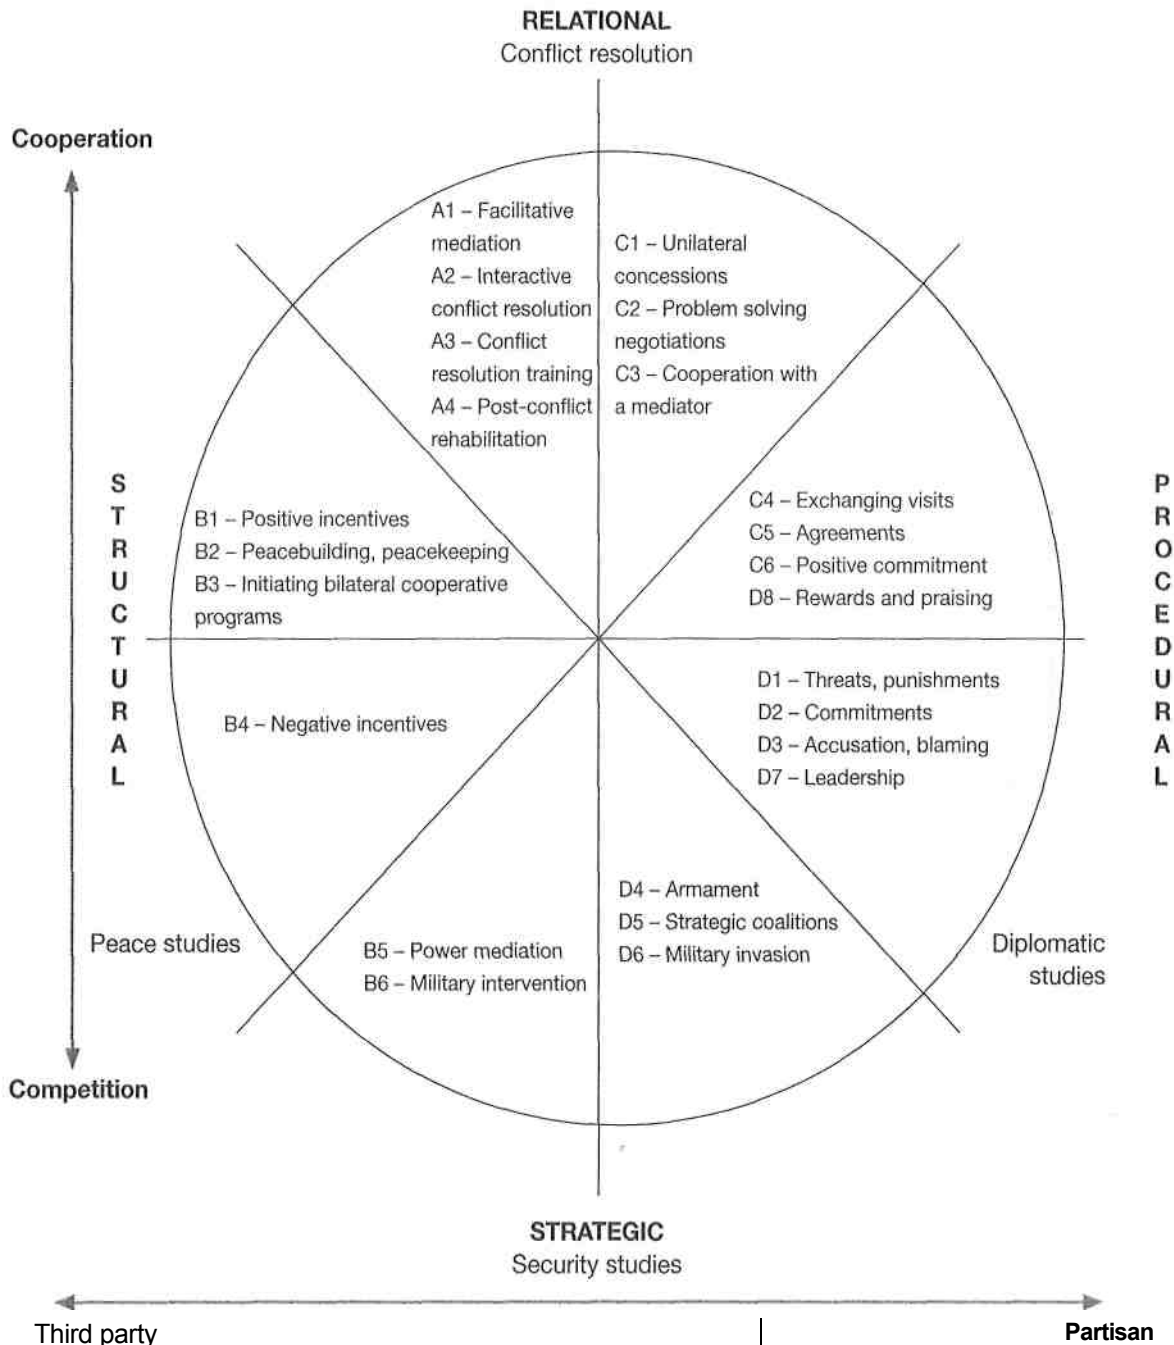 RELATIONAL
Conflict resolution
Cooperation
A1 – Facilitative
mediation
A2 – Interactive
conflict resolution
A3 – Conflict
resolution training
A4 – Post-conflict
rehabilitation
C1 – Unilateral
concessions
C2 – Problem solving
negotiations
C3 – Cooperation with
a mediator
STRUCTURAL
B1 – Positive incentives
B2 – Peacebuilding, peacekeeping
B3 – Initiating bilateral cooperative
programs
C4 – Exchanging visits
C5 – Agreements
C6 – Positive commitment
D8 – Rewards and praising
PROCEDURAL
B4 – Negative incentives
D1 – Threats, punishments
D2 – Commitments
D3 – Accusation, blaming
D7 – Leadership
Peace studies
B5 – Power mediation
B6 – Military intervention
D4 – Armament
D5 – Strategic coalitions
D6 – Military invasion
Diplomatic
studies
Competition
STRATEGIC
Security studies
Third party
Partisan